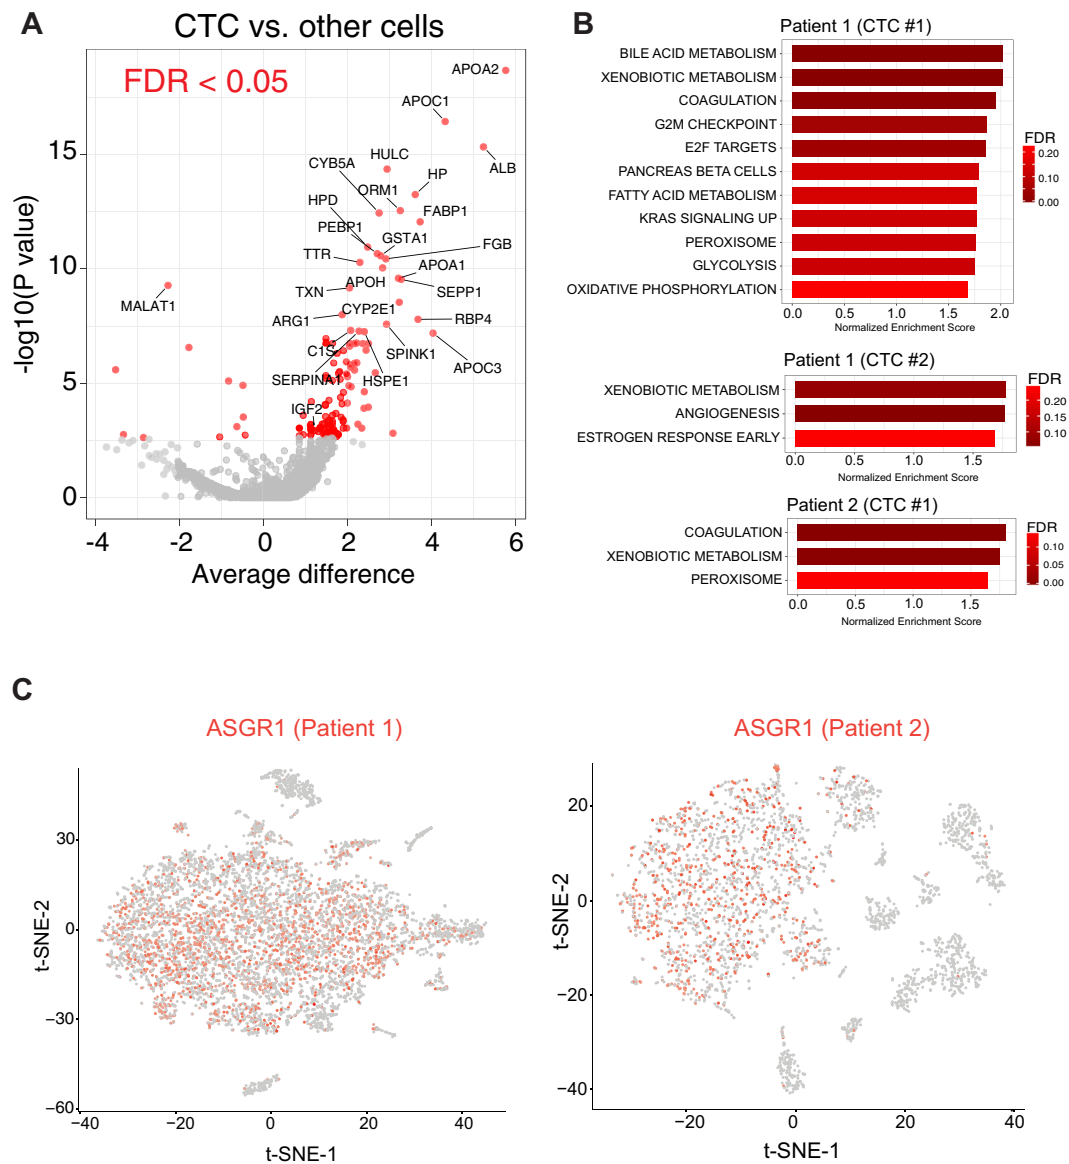 A
CTC vs. other cells
FDR < 0.05
APOA2
APOC1
ALB
HULC
CYB5A
HP
ORM1
HPD
FABP1
PEBP1
GSTA1
FGB
TTR
APOA1
APOH
SEPP1
TXN
MALAT1
CYP2E1
ARG1
RBP4
C1S
SPINK1
APOC3
SERPINA1
HSPE1
IGF2
15
10
5
0
-log10(P value)
-4
-2
0
2
4
6
Average difference
B
Patient 1 (CTC #1)
BILE ACID METABOLISM
XENOBIOTIC METABOLISM
COAGULATION
G2M CHECKPOINT
E2F TARGETS
PANCREAS BETA CELLS
FATTY ACID METABOLISM
KRAS SIGNALING UP
PEROXISOME
GLYCOLYSIS
OXIDATIVE PHOSPHORYLATION
0.0
0.5
1.0
1.5
2.0
Normalized Enrichment Score
FDR
0.20
0.10
0.00
Patient 1 (CTC #2)
XENOBIOTIC METABOLISM
ANGIOGENESIS
ESTROGEN RESPONSE EARLY
0.0
0.5
1.0
1.5
Normalized Enrichment Score
FDR
0.20
0.15
0.10
Patient 2 (CTC #1)
COAGULATION
XENOBIOTIC METABOLISM
PEROXISOME
0.0
0.5
1.0
1.5
Normalized Enrichment Score
FDR
0.10
0.05
0.00
C
ASGR1 (Patient 1)
30
0
−30
−60
t-SNE-2
−40
−20
0
20
40
t-SNE-1
ASGR1 (Patient 2)
20
0
−20
−40
t-SNE-2
−20
0
20
40
t-SNE-1